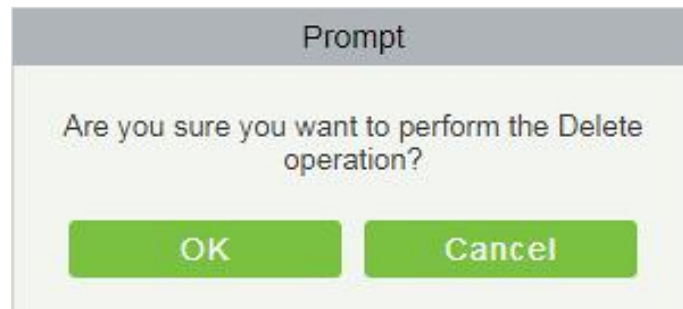 Prompt
Are you sure you want to perform the Delete
operation?
OK
Cancel